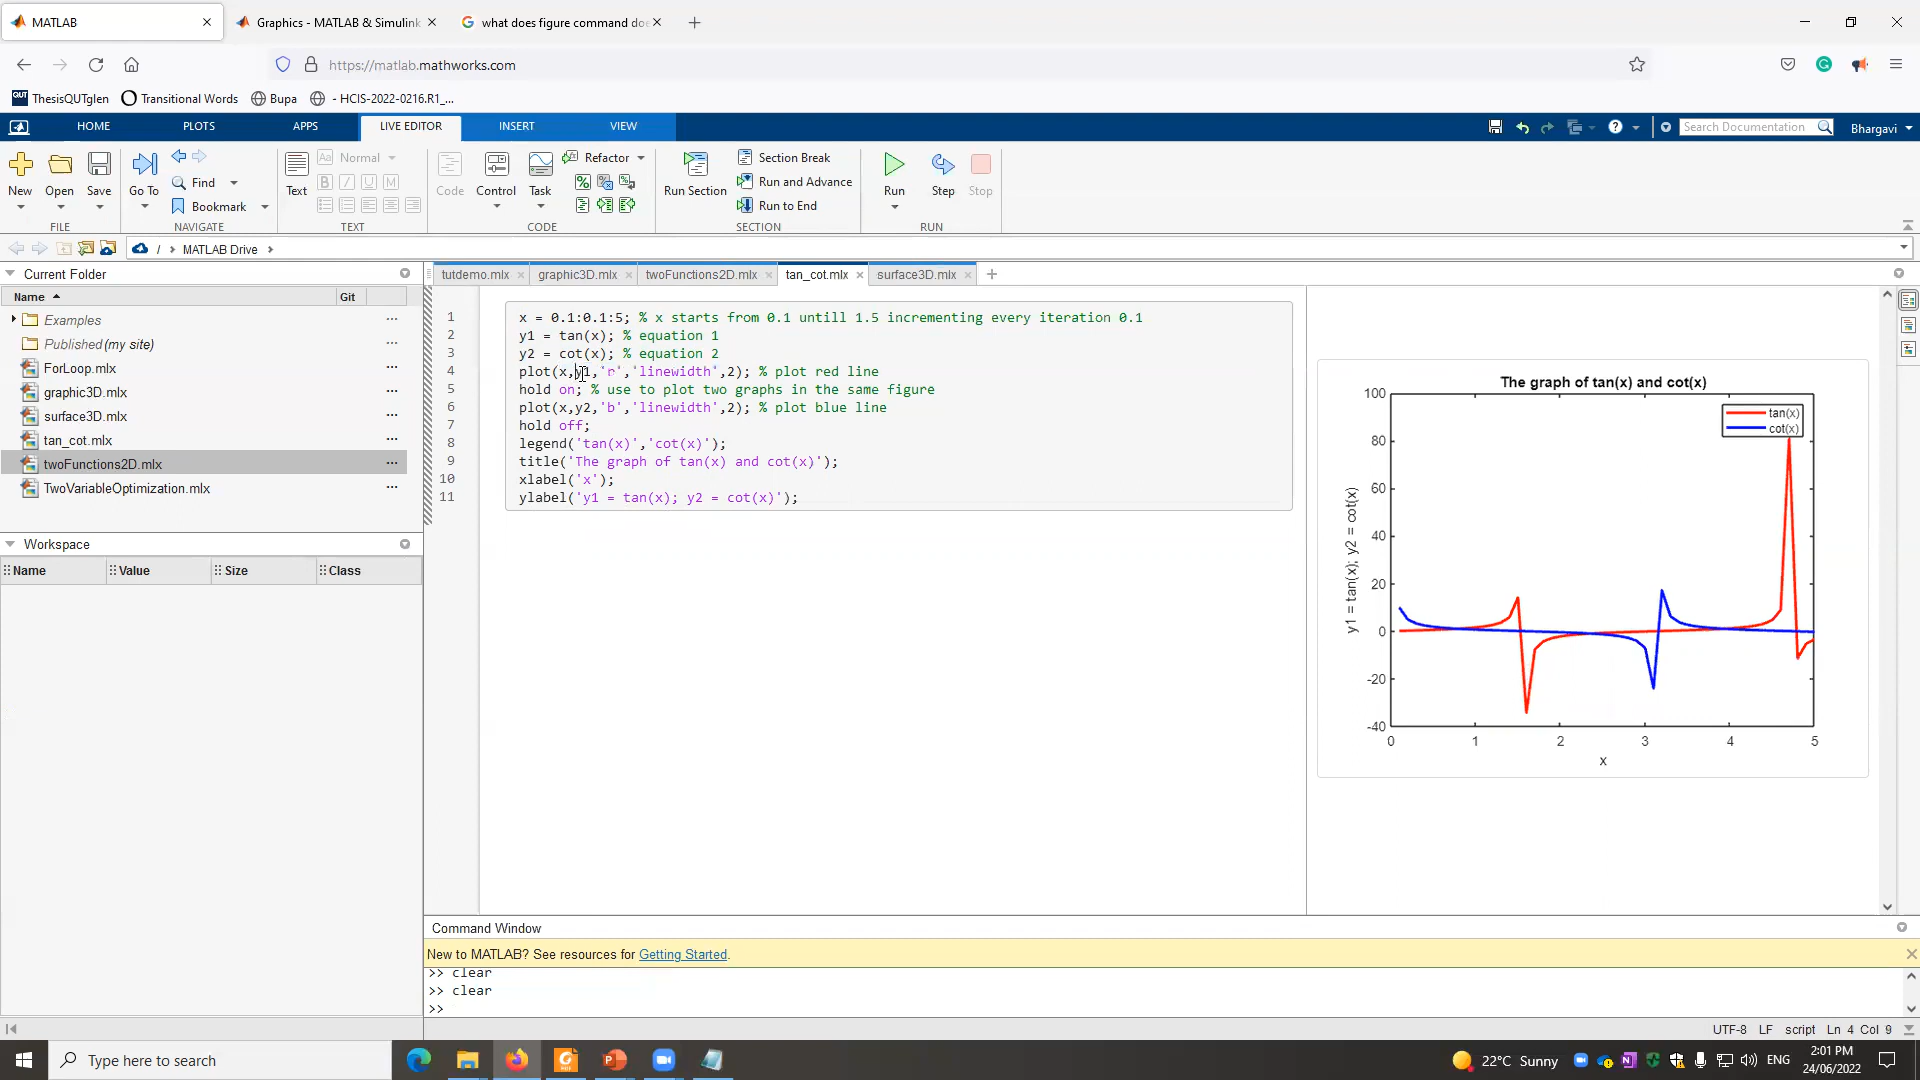 MATLAB
Graphics - MATLAB & Simulink
what does figure command doe
https://matlab.mathworks.com
QUT ThesisQUTglen
Transitional Words
Bupa
- HCIS-2022-0216.R1_...
HOME
PLOTS
APPS
LIVE EDITOR
INSERT
VIEW
Search Documentation
Bhargavi
New
Open
Save
FILE
Go To
Find
Bookmark
NAVIGATE
Text
Aa Normal
B I U M
TEXT
Code
Control
Task
Refactor
CODE
Run Section
Section Break
Run and Advance
Run to End
SECTION
Run
Step
Stop
RUN
/ MATLAB Drive
Current Folder
Name
Git
Examples
Published (my site)
ForLoop.mlx
graphic3D.mlx
surface3D.mlx
tan_cot.mlx
twoFunctions2D.mlx
TwoVariableOptimization.mlx
Workspace
Name Value Size Class
tutdemo.mlx
graphic3D.mlx
twoFunctions2D.mlx
tan_cot.mlx
surface3D.mlx
1 x = 0.1:0.1:5; % x starts from 0.1 untill 1.5 incrementing every iteration 0.1
2 y1 = tan(x); % equation 1
3 y2 = cot(x); % equation 2
4 plot(x,y1,'r','linewidth',2); % plot red line
5 hold on; % use to plot two graphs in the same figure
6 plot(x,y2,'b','linewidth',2); % plot blue line
7 hold off;
8 legend('tan(x)','cot(x)');
9 title('The graph of tan(x) and cot(x)');
10 xlabel('x');
11 ylabel('y1 = tan(x); y2 = cot(x)');
The graph of tan(x) and cot(x)
tan(x)
cot(x)
100
80
60
40
20
0
-20
-40
y1 = tan(x); y2 = cot(x)
0 1 2 3 4 5
x
Command Window
New to MATLAB? See resources for Getting Started.
>> clear
>> clear
>>
UTF-8 LF script Ln 4 Col 9
Type here to search
22°C Sunny
ENG
2:01 PM
24/06/2022